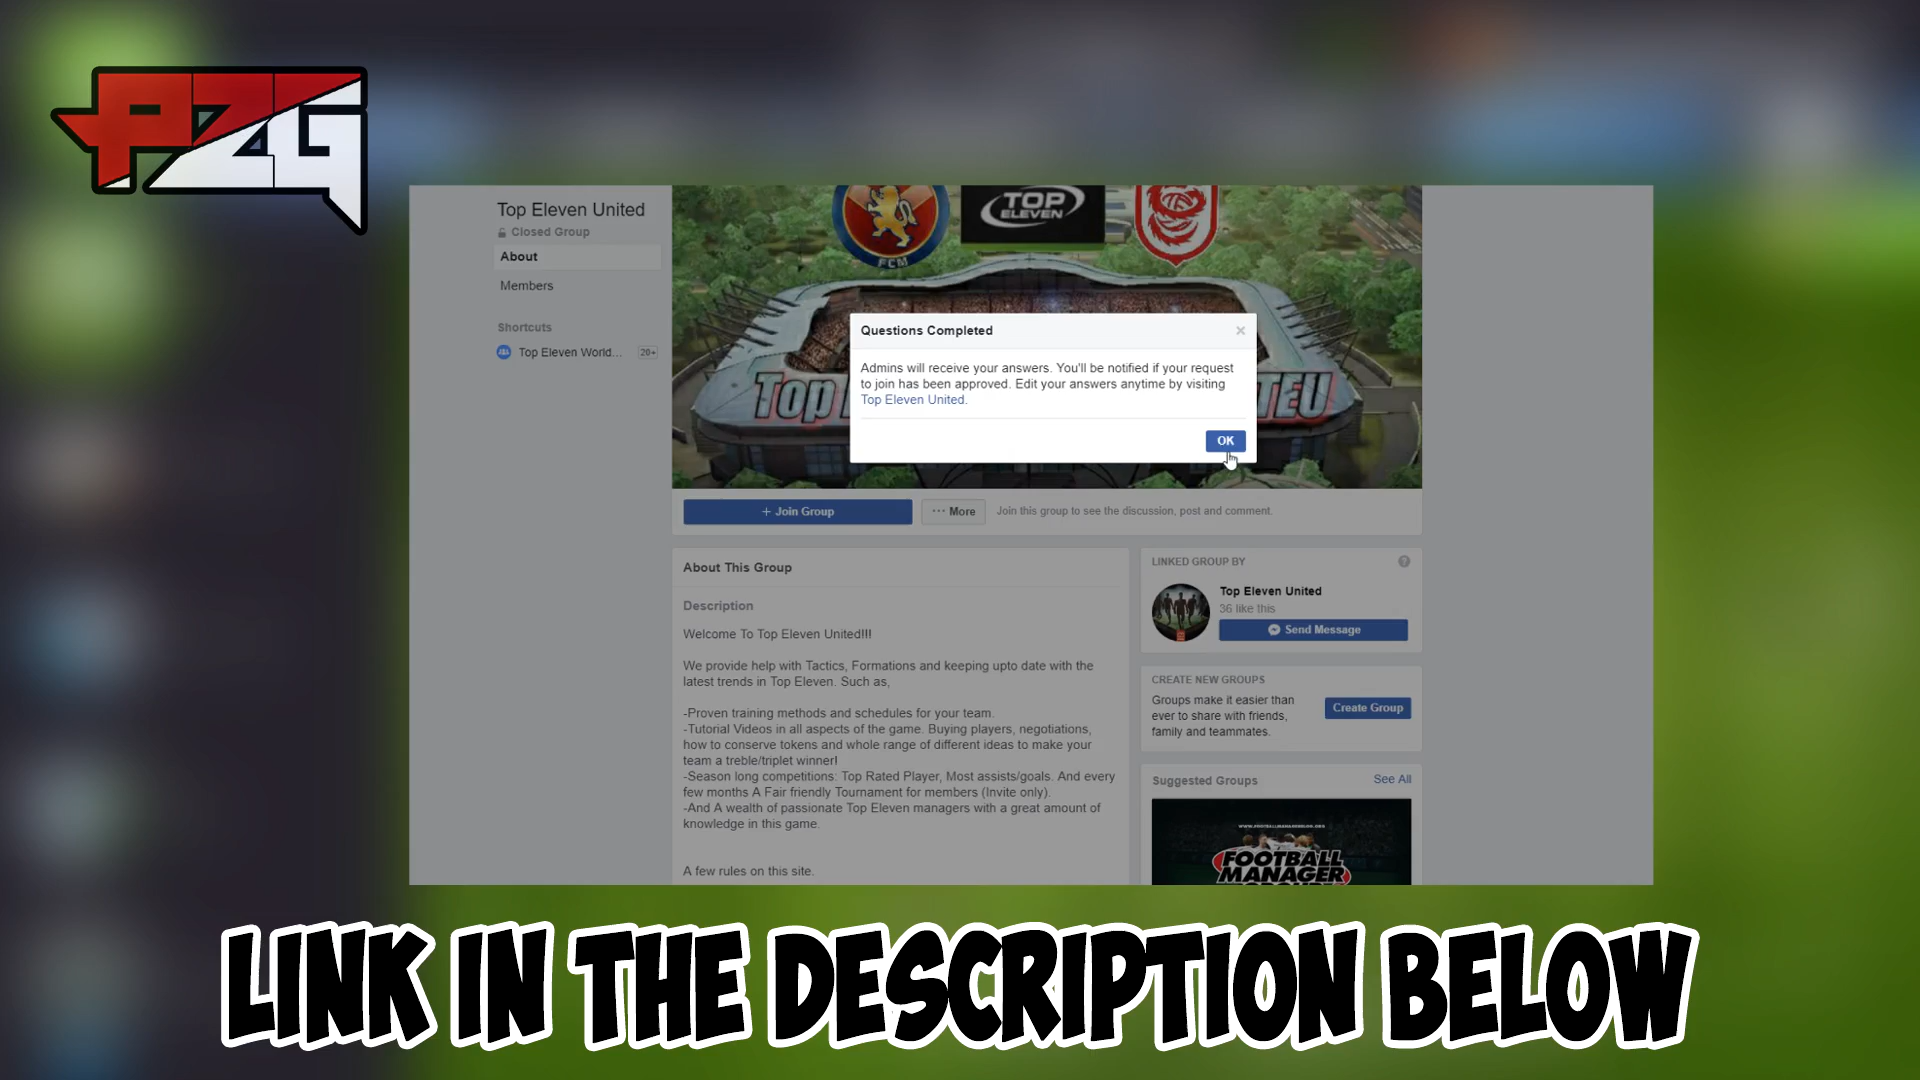 PZG
Top Eleven United
Closed Group
About
Members
Shortcuts
Top Eleven World... 20+
FCM
TOP
ELEVEN
Top
TEU
Questions Completed
Admins will receive your answers. You'll be notified if your request
to join has been approved. Edit your answers anytime by visiting
Top Eleven United.
OK
+ Join Group
··· More
Join this group to see the discussion, post and comment.
About This Group
Description
Welcome To Top Eleven United!!!
We provide help with Tactics, Formations and keeping upto date with the
latest trends in Top Eleven. Such as,
-Proven training methods and schedules for your team.
-Tutorial Videos in all aspects of the game. Buying players, negotiations,
how to conserve tokens and whole range of different ideas to make your
team a treble/triplet winner!
-Season long competitions: Top Rated Player, Most assists/goals. And every
few months A Fair friendly Tournament for members (Invite only).
-And A wealth of passionate Top Eleven managers with a great amount of
knowledge in this game.
A few rules on this site.
LINKED GROUP BY
Top Eleven United
36 like this
Send Message
CREATE NEW GROUPS
Groups make it easier than
ever to share with friends,
family and teammates.
Create Group
Suggested Groups
See All
FOOTBALL
MANAGER
LINK IN THE DESCRIPTION BELOW